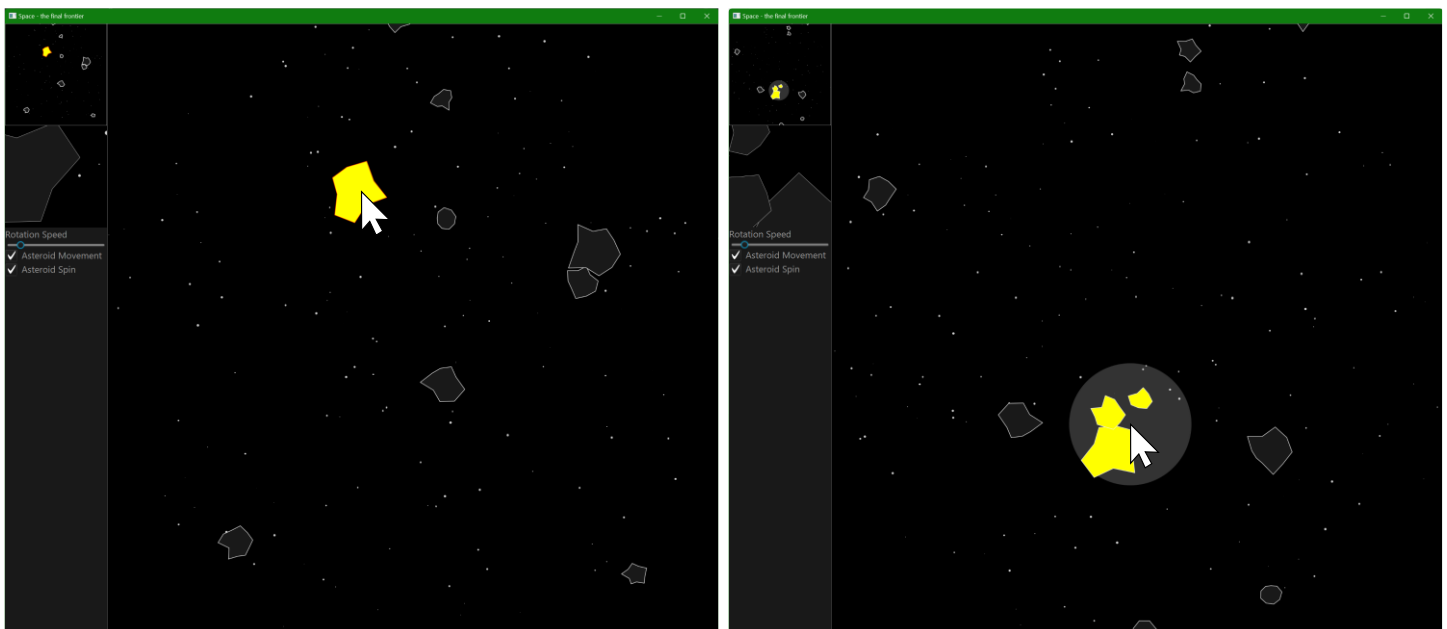 Space - the final frontier
Rotation Speed
Asteroid Movement
Asteroid Spin
Space - the final frontier
Rotation Speed
Asteroid Movement
Asteroid Spin